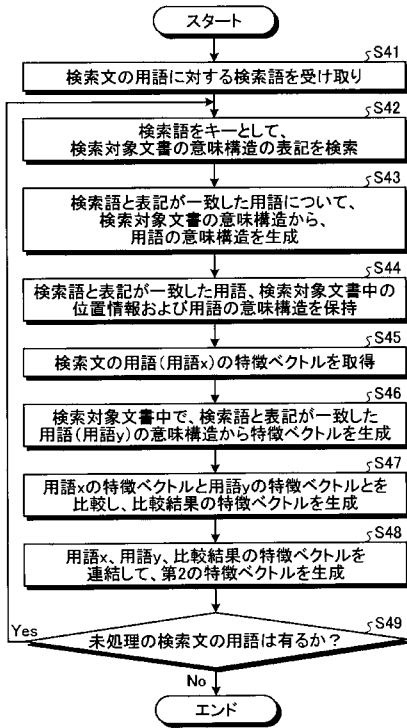 スタート
S41
検索文の用語に対する検索語を受け取り
S42
検索語をキーとして、
検索対象文書の意味構造の表記を検索
S43
検索語と表記が一致した用語について、
検索対象文書の意味構造から、
用語の意味構造を生成
S44
検索語と表記が一致した用語、検索対象文書中の
位置情報および用語の意味構造を保持
S45
検索文の用語(用語x)の特徴ベクトルを取得
S46
検索対象文書中で、検索語と表記が一致した
用語(用語y)の意味構造から特徴ベクトルを生成
S47
用語xの特徴ベクトルと用語yの特徴ベクトルとを
比較し、比較結果の特徴ベクトルを生成
S48
用語x、用語y、比較結果の特徴ベクトルを
連結して、第2の特徴ベクトルを生成
S49
Yes
未処理の検索文の用語は有るか?
No
エンド